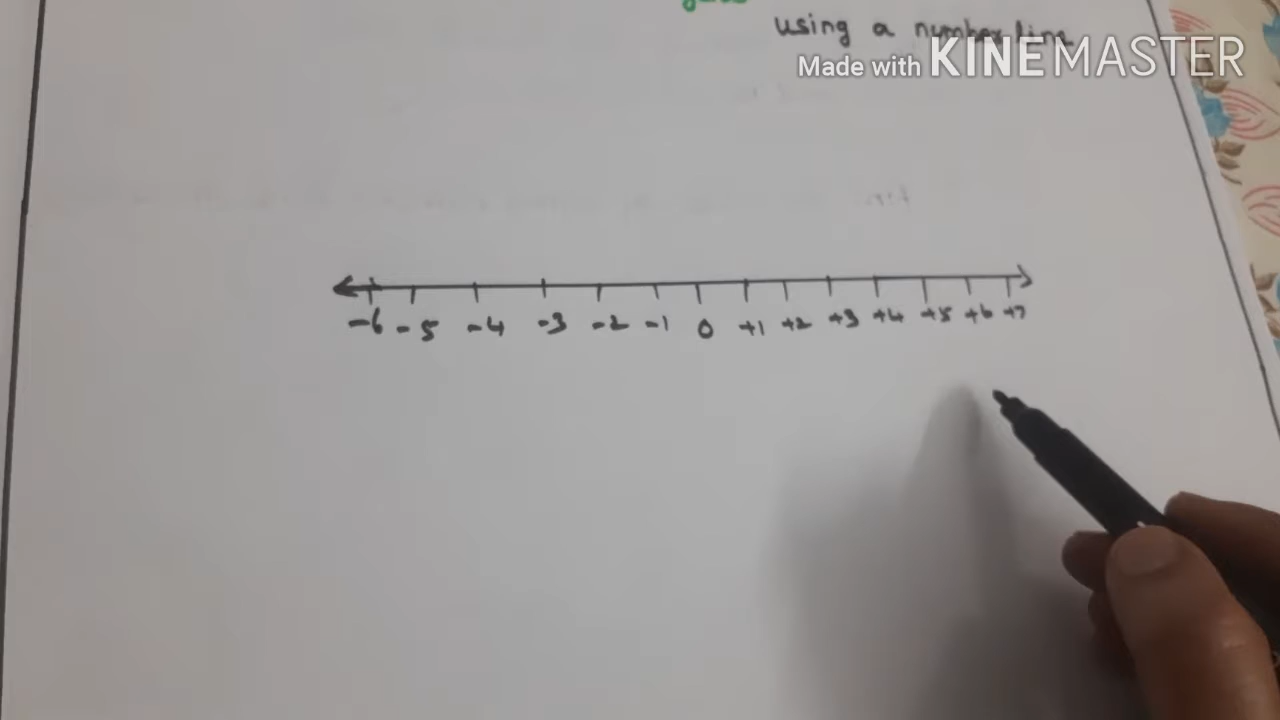 using a number line
Made with KINEMASTER
-6 -5 -4 -3 -2 -1 0 +1 +2 +3 +4 +5 +6 +7